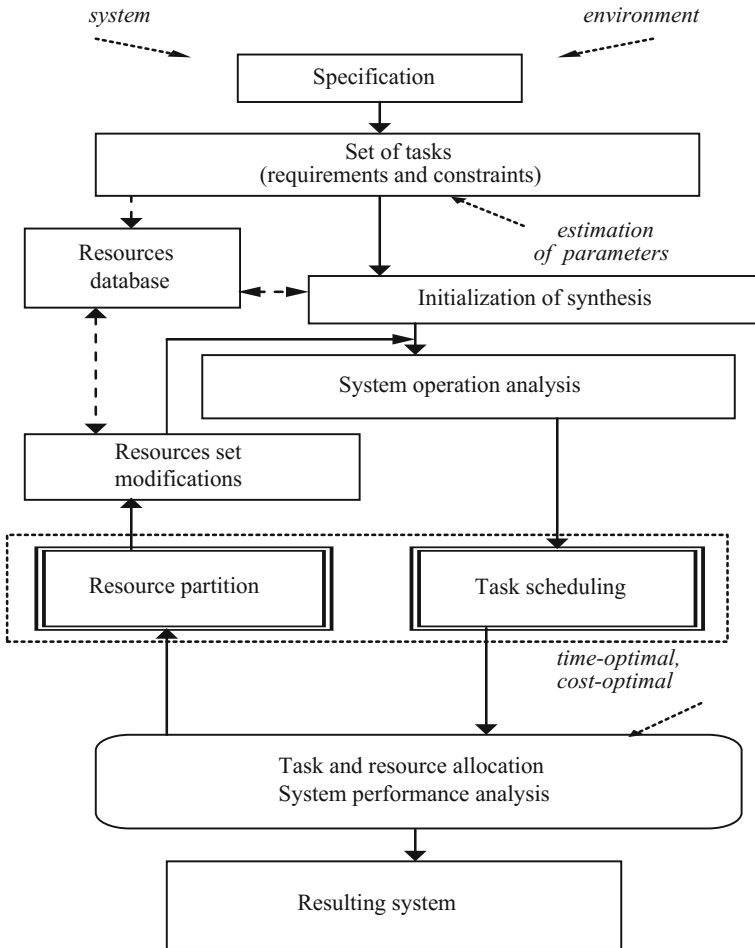 system
environment
Specification
Set of tasks
(requirements and constraints)
estimation
of parameters
Resources
database
Initialization of synthesis
System operation analysis
Resources set
modifications
Resource partition
Task scheduling
time-optimal,
cost-optimal
Task and resource allocation
System performance analysis
Resulting system